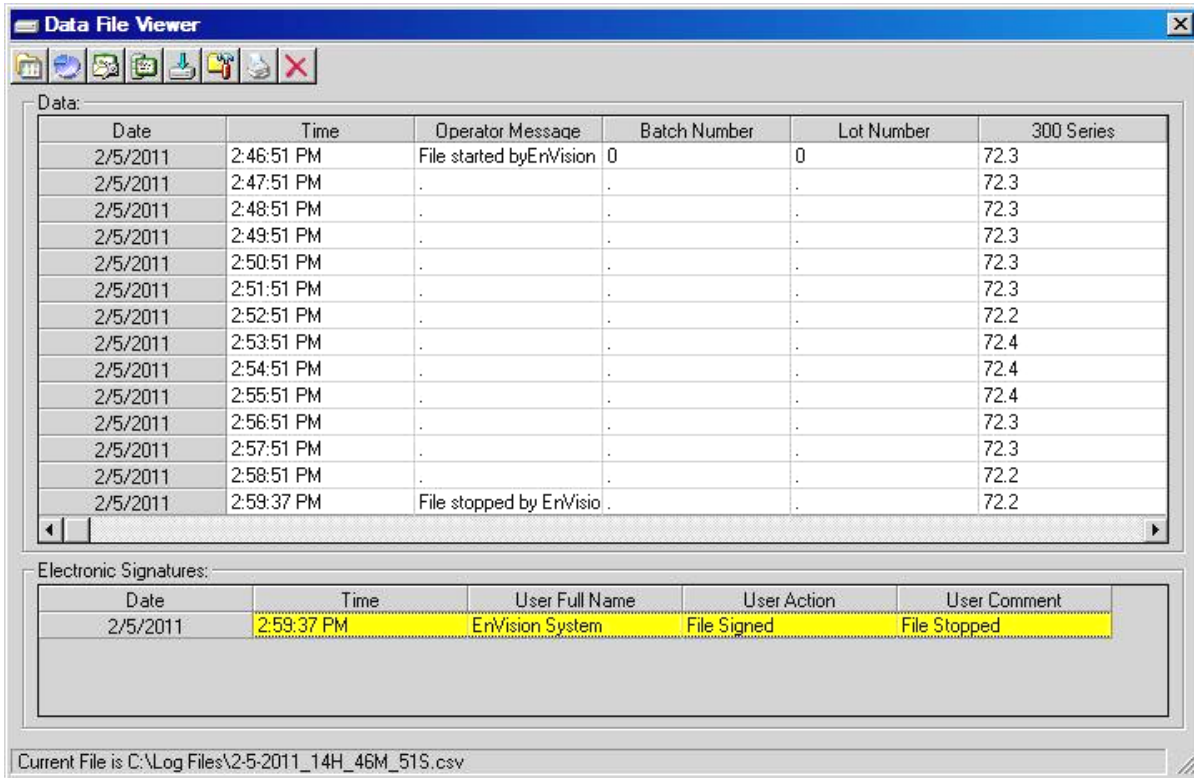 Data File Viewer
Data:
Date Time Operator Message Batch Number Lot Number 300 Series
2/5/2011 2:46:51 PM File started byEnVision 0 0 72.3
2/5/2011 2:47:51 PM . . . 72.3
2/5/2011 2:48:51 PM . . . 72.3
2/5/2011 2:49:51 PM . . . 72.3
2/5/2011 2:50:51 PM . . . 72.3
2/5/2011 2:51:51 PM . . . 72.3
2/5/2011 2:52:51 PM . . . 72.2
2/5/2011 2:53:51 PM . . . 72.4
2/5/2011 2:54:51 PM . . . 72.4
2/5/2011 2:55:51 PM . . . 72.4
2/5/2011 2:56:51 PM . . . 72.3
2/5/2011 2:57:51 PM . . . 72.3
2/5/2011 2:58:51 PM . . . 72.2
2/5/2011 2:59:37 PM File stopped by EnVisio . . 72.2
Electronic Signatures:
Date Time User Full Name User Action User Comment
2/5/2011 2:59:37 PM EnVision System File Signed File Stopped
Current File is C:\Log Files\2-5-2011_14H_46M_51S.csv